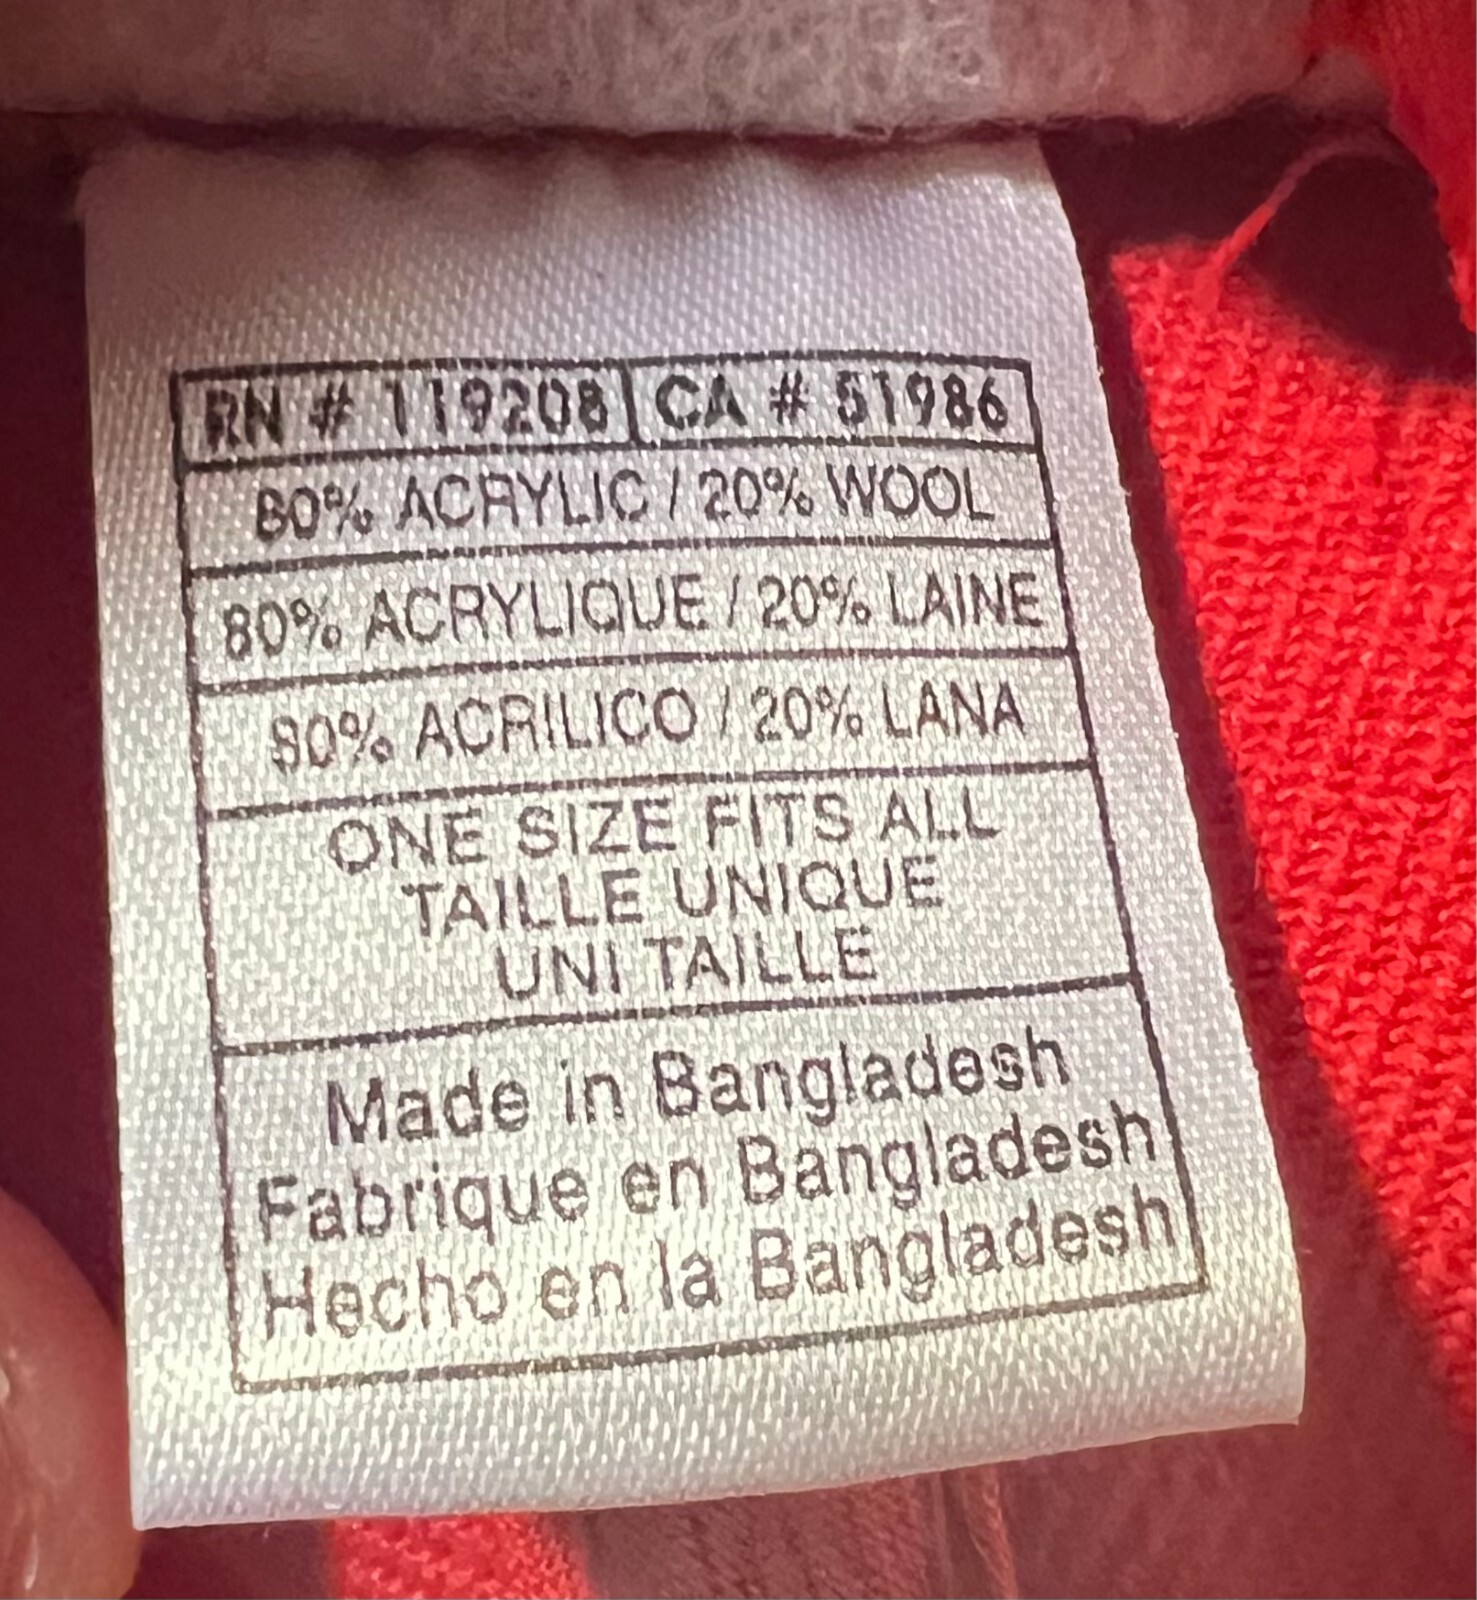 RN # 119208 CA # 51986
80% ACRYLIC / 20% WOOL
80% ACRYLIQUE / 20% LAINE
80% ACRILICO / 20% LANA
ONE SIZE FITS ALL
TAILLE UNIQUE
UNI TAILLE
Made in Bangladesh
Fabrique en Bangladesh
Hecho en la Bangladesh